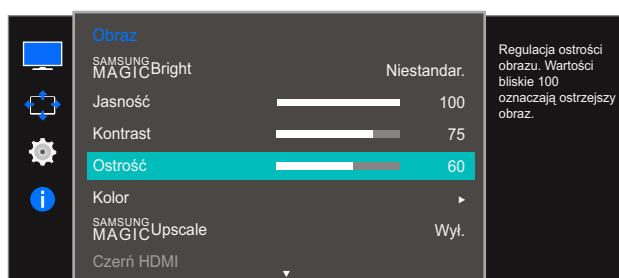 Obraz
SAMSUNG
MAGICBright Niestandar.
Jasność 100
Kontrast 75
Ostrość 60
Kolor
SAMSUNG
MAGICUpscale Wył.
Czerń HDMI
Regulacja ostrości
obrazu. Wartości
bliskie 100
oznaczają ostrzejszy
obraz.